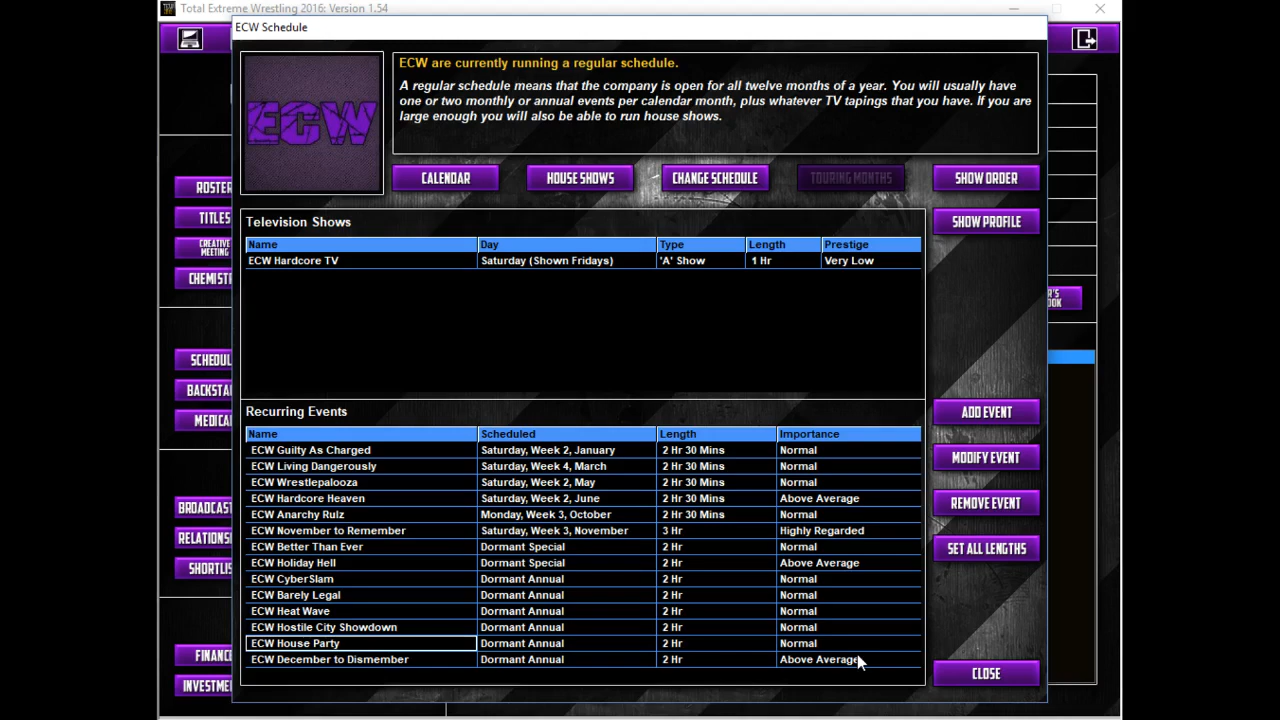 Total Extreme Wrestling 2016: Version 1.54
ECW Schedule
ECW
ECW are currently running a regular schedule.
A regular schedule means that the company is open for all twelve months of a year. You will usually have
one or two monthly or annual events per calendar month, plus whatever TV tapings that you have. If you are
large enough you will also be able to run house shows.
CALENDAR HOUSE SHOWS CHANGE SCHEDULE TOURING MONTHS SHOW ORDER
SHOW PROFILE
ROSTER
TITLES
CREATIVE
MEETING
CHEMIST
SCHEDUL
BACKSTA
MEDICA
BROADCAS
RELATIONS
SHORTLIS
FINANC
INVESTME
Television Shows
Name Day Type Length Prestige
ECW Hardcore TV Saturday (Shown Fridays) 'A' Show 1 Hr Very Low
R'S
OOK
Recurring Events
Name Scheduled Length Importance
ECW Guilty As Charged Saturday, Week 2, January 2 Hr 30 Mins Normal
ECW Living Dangerously Saturday, Week 4, March 2 Hr 30 Mins Normal
ECW Wrestlepalooza Saturday, Week 2, May 2 Hr 30 Mins Normal
ECW Hardcore Heaven Saturday, Week 2, June 2 Hr 30 Mins Above Average
ECW Anarchy Rulz Monday, Week 3, October 2 Hr 30 Mins Normal
ECW November to Remember Saturday, Week 3, November 3 Hr Highly Regarded
ECW Better Than Ever Dormant Special 2 Hr Normal
ECW Holiday Hell Dormant Special 2 Hr Above Average
ECW CyberSlam Dormant Annual 2 Hr Normal
ECW Barely Legal Dormant Annual 2 Hr Normal
ECW Heat Wave Dormant Annual 2 Hr Normal
ECW Hostile City Showdown Dormant Annual 2 Hr Normal
ECW House Party Dormant Annual 2 Hr Normal
ECW December to Dismember Dormant Annual 2 Hr Above Average
ADD EVENT
MODIFY EVENT
REMOVE EVENT
SET ALL LENGTHS
CLOSE